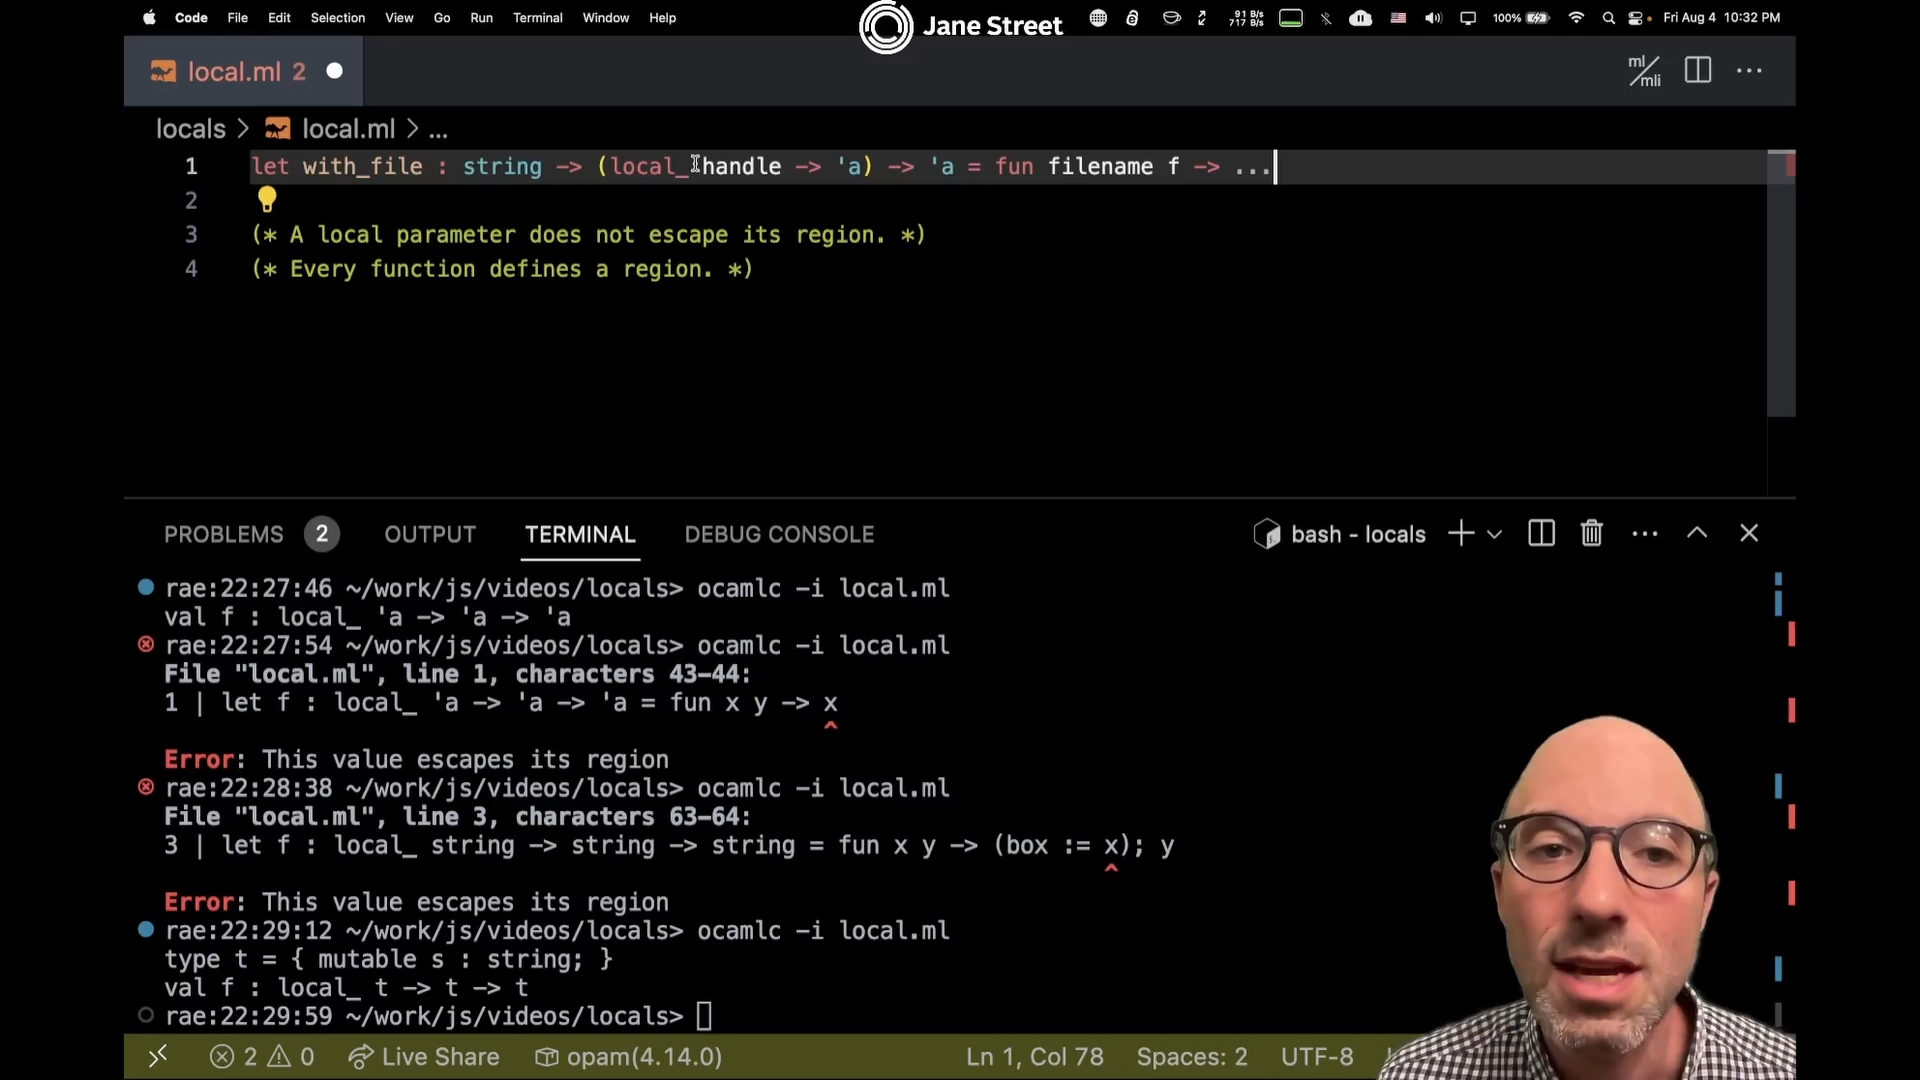 Code File Edit Selection View Go Run Terminal Window Help
Jane Street
91 B/s
717 B/s
100%
Fri Aug 4 10:32 PM
local.ml 2
ml/mli
locals > local.ml > ...
1 let with_file : string -> (local_ handle -> 'a) -> 'a = fun filename f -> ...
2
3 (* A local parameter does not escape its region. *)
4 (* Every function defines a region. *)
PROBLEMS 2 OUTPUT TERMINAL DEBUG CONSOLE
bash - locals
rae:22:27:46 ~/work/js/videos/locals> ocamlc -i local.ml
val f : local_ 'a -> 'a -> 'a
rae:22:27:54 ~/work/js/videos/locals> ocamlc -i local.ml
File "local.ml", line 1, characters 43-44:
1 | let f : local_ 'a -> 'a -> 'a = fun x y -> x
^
Error: This value escapes its region
rae:22:28:38 ~/work/js/videos/locals> ocamlc -i local.ml
File "local.ml", line 3, characters 63-64:
3 | let f : local_ string -> string -> string = fun x y -> (box := x); y
^
Error: This value escapes its region
rae:22:29:12 ~/work/js/videos/locals> ocamlc -i local.ml
type t = { mutable s : string; }
val f : local_ t -> t -> t
rae:22:29:59 ~/work/js/videos/locals>
2 0 Live Share opam(4.14.0)
Ln 1, Col 78 Spaces: 2 UTF-8